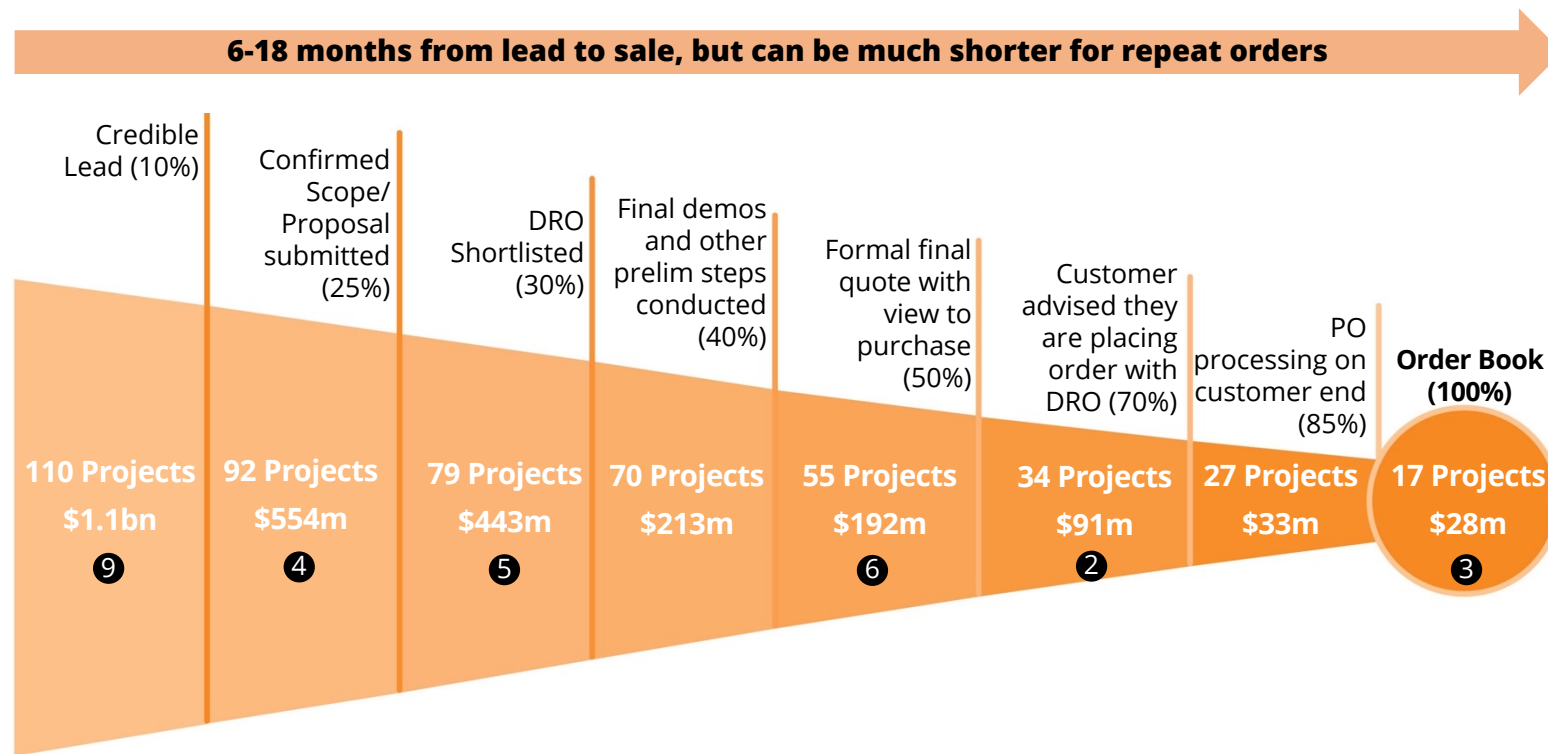 6-18 months from lead to sale, but can be much shorter for repeat orders
Credible
Lead (10%)
Confirmed
Scope/
Proposal
submitted
(25%)
DRO
Shortlisted
(30%)
Final demos
and other
prelim steps
conducted
(40%)
Formal final
quote with
view to
purchase
(50%)
Customer
advised they
are placing
order with
DRO (70%)
PO
processing on
customer end
(85%)
Order Book
(100%)
110 Projects
$1.1bn
9
92 Projects
$554m
4
79 Projects
$443m
5
70 Projects
$213m
55 Projects
$192m
6
34 Projects
$91m
2
27 Projects
$33m
17 Projects
$28m
3